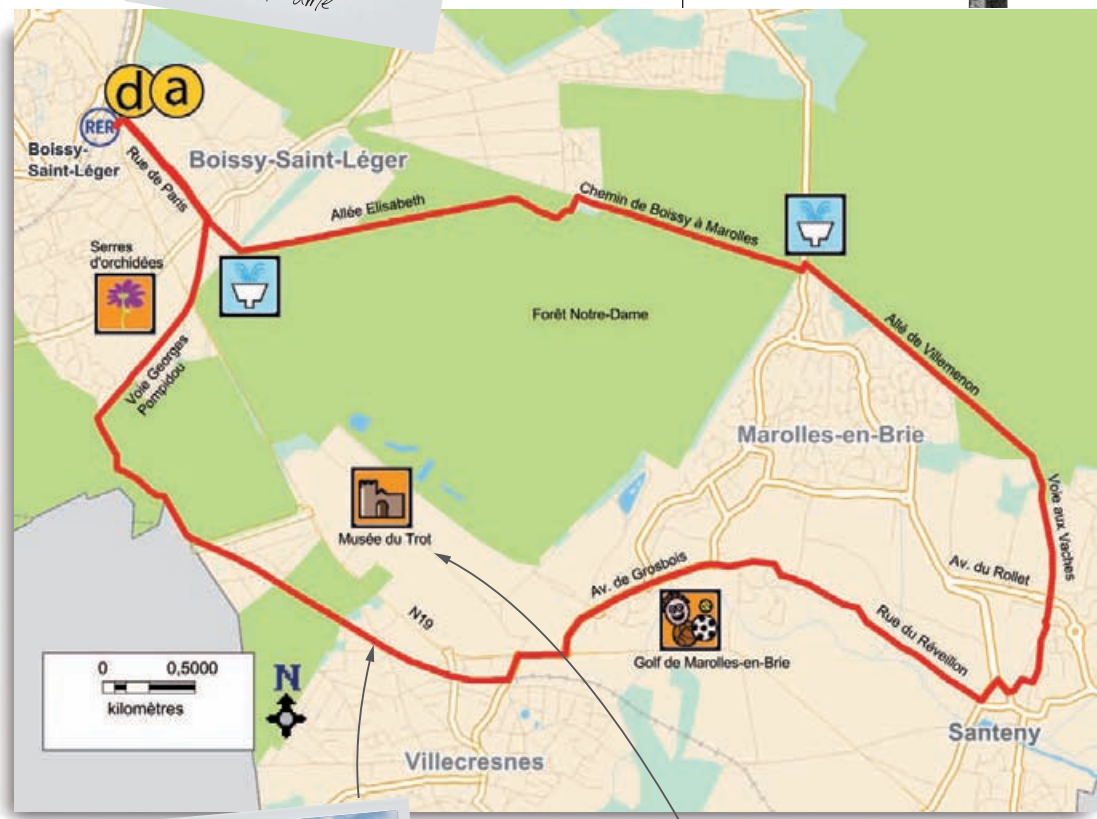 d a
RER
Boissy-
Saint-Léger
Rue de Paris
Boissy-Saint-Léger
Allée Elisabeth
Chemin de Boissy à Marolles
Serres
d'orchidées
Forêt Notre-Dame
Voie Georges
Pompidou
Allé de Villemenon
Marolles-en-Brie
Voie aux Vaches
Musée du Trot
Av. de Grosbois
Av. du Rollet
N19
Rue du Réveillon
Golf de Marolles-en-Brie
0 0,5000
kilomètres
N
Santeny
Villecresnes